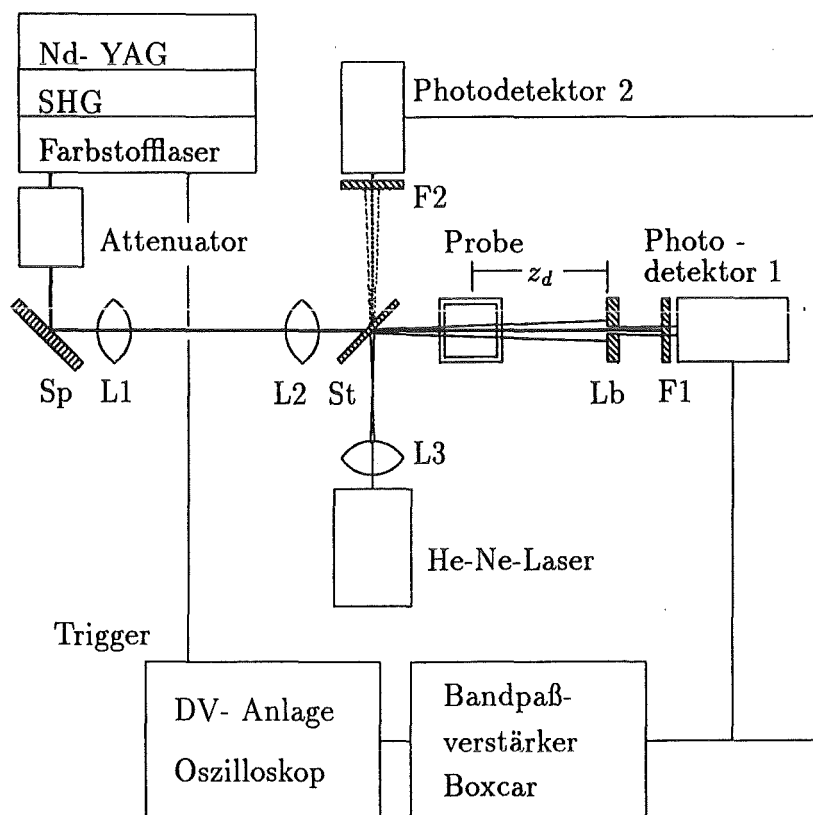 Nd- YAG
SHG
Farbstofflaser
Attenuator
Photodetektor 2
F2
Probe
z_d
Photo -
detektor 1
Sp
L1
L2
St
Lb
F1
L3
He-Ne-Laser
Trigger
DV- Anlage
Oszilloskop
Bandpaß-
verstärker
Boxcar